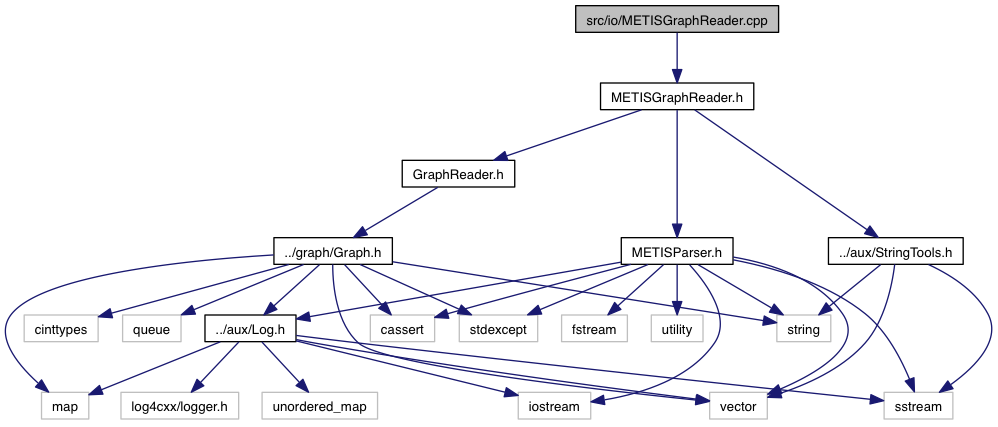 src/io/METISGraphReader.cpp
METISGraphReader.h
GraphReader.h
../graph/Graph.h
METISParser.h
../aux/StringTools.h
cinttypes
queue
../aux/Log.h
cassert
stdexcept
fstream
utility
string
map
log4cxx/logger.h
unordered_map
iostream
vector
sstream